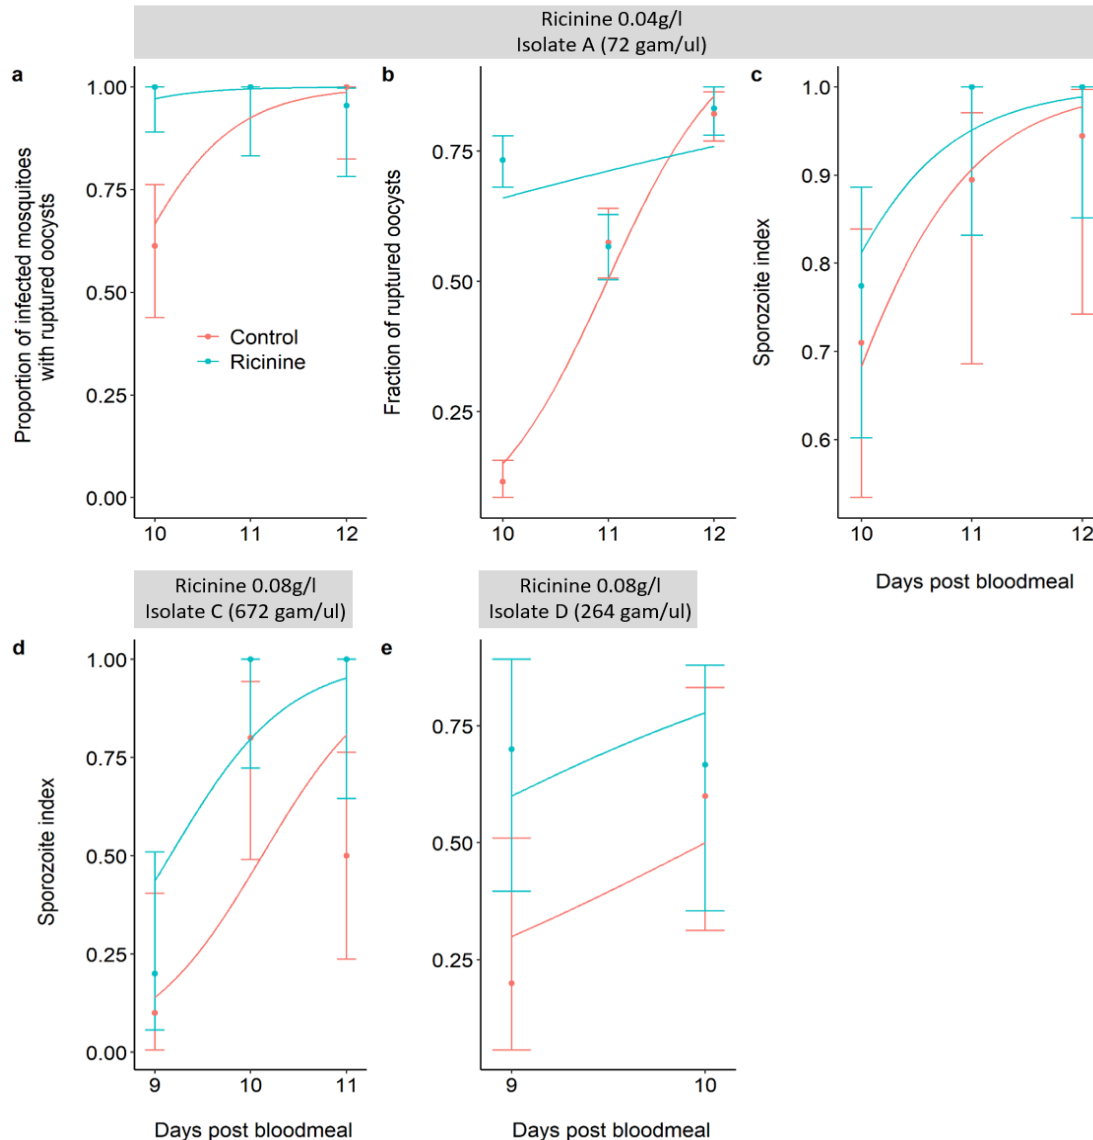 Ricinine 0.04g/l
Isolate A (72 gam/ul)
a
Proportion of infected mosquitoes
with ruptured oocysts
1.00
0.75
0.50
0.25
0.00
Control
Ricinine
10
11
12
b
Fraction of ruptured oocysts
0.75
0.50
0.25
10
11
12
c
Sporozoite index
1.0
0.9
0.8
0.7
0.6
10
11
12
Days post bloodmeal
Ricinine 0.08g/l
Isolate C (672 gam/ul)
d
Sporozoite index
1.00
0.75
0.50
0.25
0.00
9
10
11
Days post bloodmeal
Ricinine 0.08g/l
Isolate D (264 gam/ul)
e
0.75
0.50
0.25
9
10
Days post bloodmeal